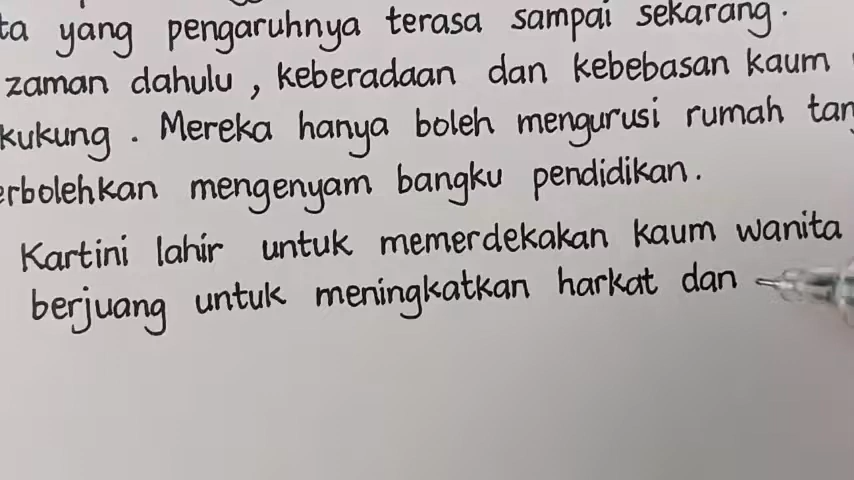 ta yang pengaruhnya terasa sampai sekarang.
zaman dahulu, keberadaan dan kebebasan kaum
kukung. Mereka hanya boleh mengurusi rumah tan
erbolehkan mengenyam bangku pendidikan.
Kartini lahir untuk memerdekakan kaum wanita
berjuang untuk meningkatkan harkat dan